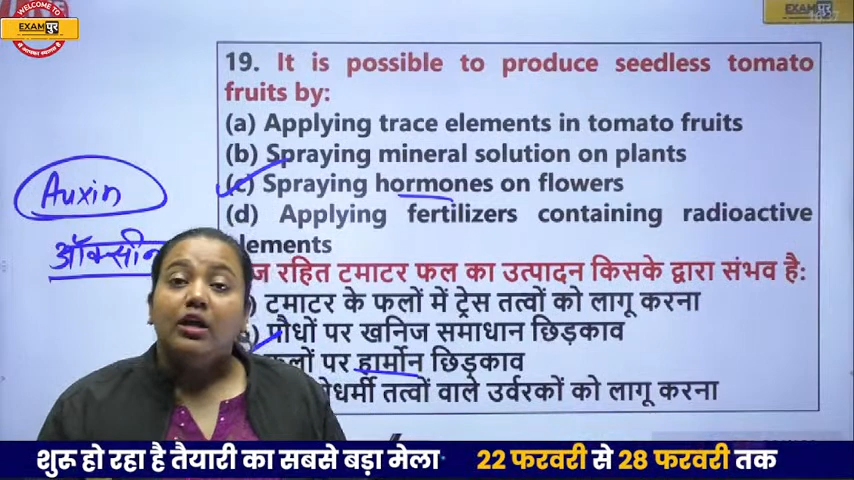 WELCOME TO
EXAM पुर
EXAM पुर
19. It is possible to produce seedless tomato
fruits by:
(a) Applying trace elements in tomato fruits
(b) Spraying mineral solution on plants
(c) Spraying hormones on flowers
(d) Applying fertilizers containing radioactive
elements
Auxin
ऑक्सीन
रहित टमाटर फल का उत्पादन किसके द्वारा संभव है:
टमाटर के फलों में ट्रेस तत्वों को लागू करना
पौधों पर खनिज समाधान छिड़काव
पर हार्मोन छिड़काव
तत्वों वाले उर्वरकों को लागू करना
शुरू हो रहा है तैयारी का सबसे बड़ा मेला 22 फरवरी से 28 फरवरी तक